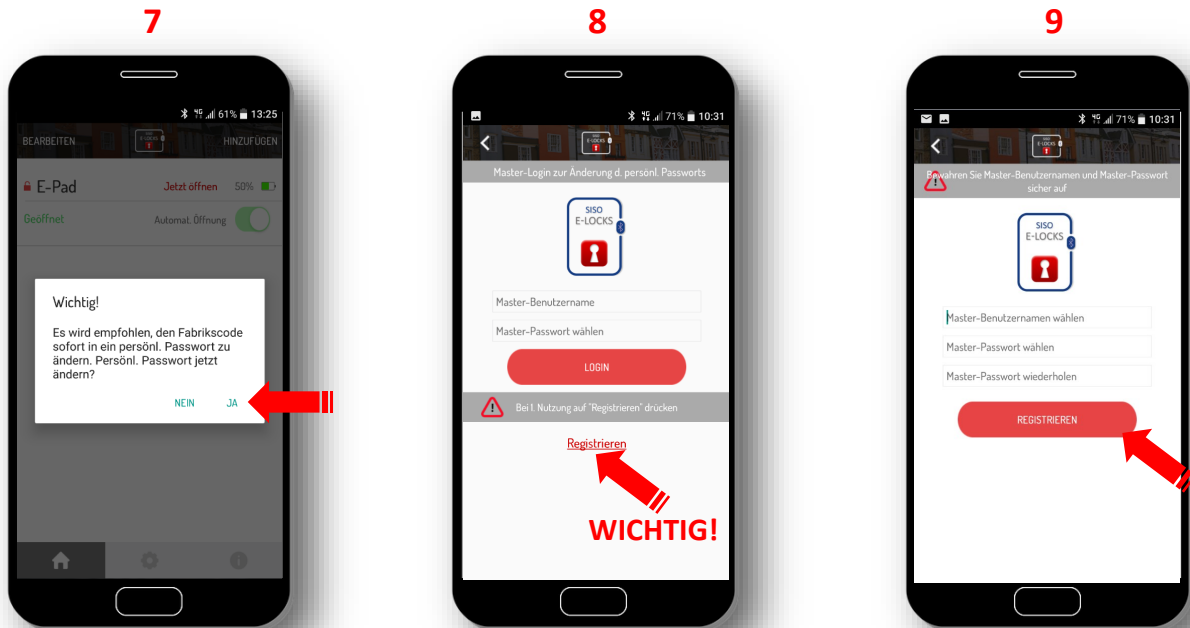 7
8
9
4G 61% 13:25
BEARBEITEN
HINZUFÜGEN
E-Pad
Jetzt öffnen
50%
Geöffnet
Automat. Öffnung
Wichtig!
Es wird empfohlen, den Fabrikscode
sofort in ein persönl. Passwort zu
ändern. Persönl. Passwort jetzt
ändern?
NEIN
JA
4G 71% 10:31
Master-Login zur Änderung d. persönl. Passworts
SISO
E-LOCKS
Master-Benutzername
Master-Passwort wählen
LOGIN
Bei 1. Nutzung auf "Registrieren" drücken
Registrieren
WICHTIG!
4G 71% 10:31
Bewahren Sie Master-Benutzernamen und Master-Passwort
sicher auf
SISO
E-LOCKS
Master-Benutzernamen wählen
Master-Passwort wählen
Master-Passwort wiederholen
REGISTRIEREN